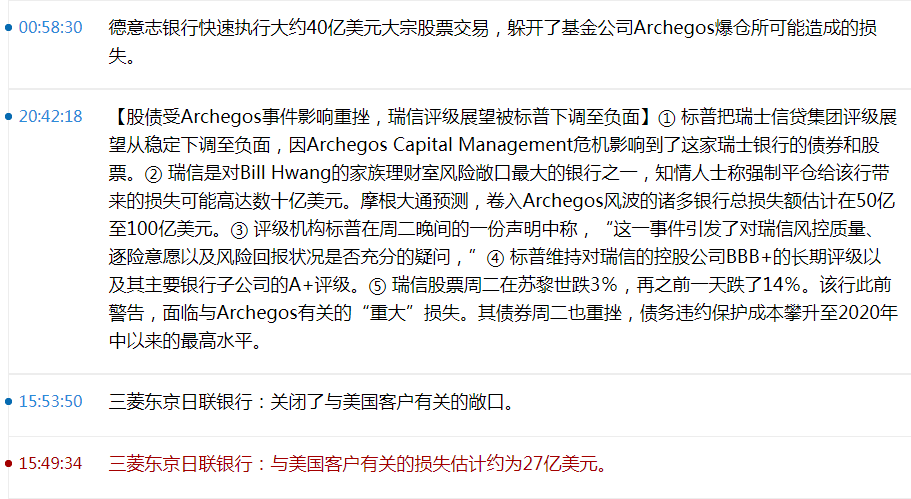 00:58:30 德意志银行快速执行大约40亿美元大宗股票交易，躲开了基金公司Archegos爆仓所可能造成的损
失。
20:42:18 【股债受Archegos事件影响重挫，瑞信评级展望被标普下调至负面】① 标普把瑞士信贷集团评级展
望从稳定下调至负面，因Archegos Capital Management危机影响到了这家瑞士银行的债券和股
票。② 瑞信是对Bill Hwang的家族理财室风险敞口最大的银行之一，知情人士称强制平仓给该行带
来的损失可能高达数十亿美元。摩根大通预测，卷入Archegos风波的诸多银行总损失额估计在50亿
至100亿美元。③ 评级机构标普在周二晚间的一份声明中称，“这一事件引发了对瑞信风控质量、
逐险意愿以及风险回报状况是否充分的疑问，”④ 标普维持对瑞信的控股公司BBB+的长期评级以
及其主要银行子公司的A+评级。⑤ 瑞信股票周二在苏黎世跌3%，再之前一天跌了14%。该行此前
警告，面临与Archegos有关的“重大”损失。其债券周二也重挫，债务违约保护成本攀升至2020年
中以来的最高水平。
15:53:50 三菱东京日联银行：关闭了与美国客户有关的敞口。
15:49:34 三菱东京日联银行：与美国客户有关的损失估计约为27亿美元。